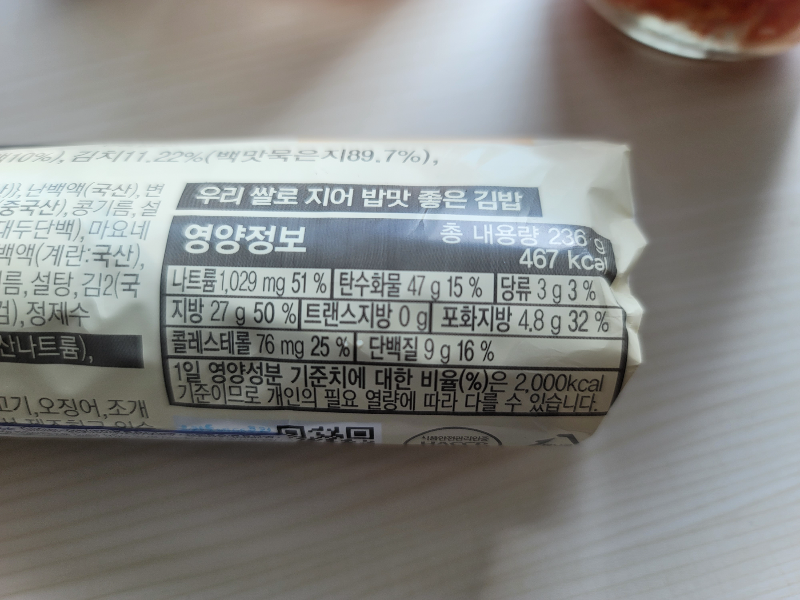 10%), 김치11.22%(백맛묵은지89.7%),
난백액(국산), 변
중국산), 콩기름, 설
대두단백), 마요네
백액(계란:국산),
름, 설탕, 김2(국
검), 정제수
산나트륨),
고기, 오징어, 조개
우리 쌀로 지어 밥맛 좋은 김밥
영양정보
총 내용량 236 g
467 kcal
나트륨 1,029 mg 51 % 탄수화물 47 g 15 % 당류 3 g 3 %
지방 27 g 50 % 트랜스지방 0 g 포화지방 4.8 g 32 %
콜레스테롤 76 mg 25 % 단백질 9 g 16 %
1일 영양성분 기준치에 대한 비율(%)은 2,000kcal
기준이므로 개인의 필요 열량에 따라 다를 수 있습니다.